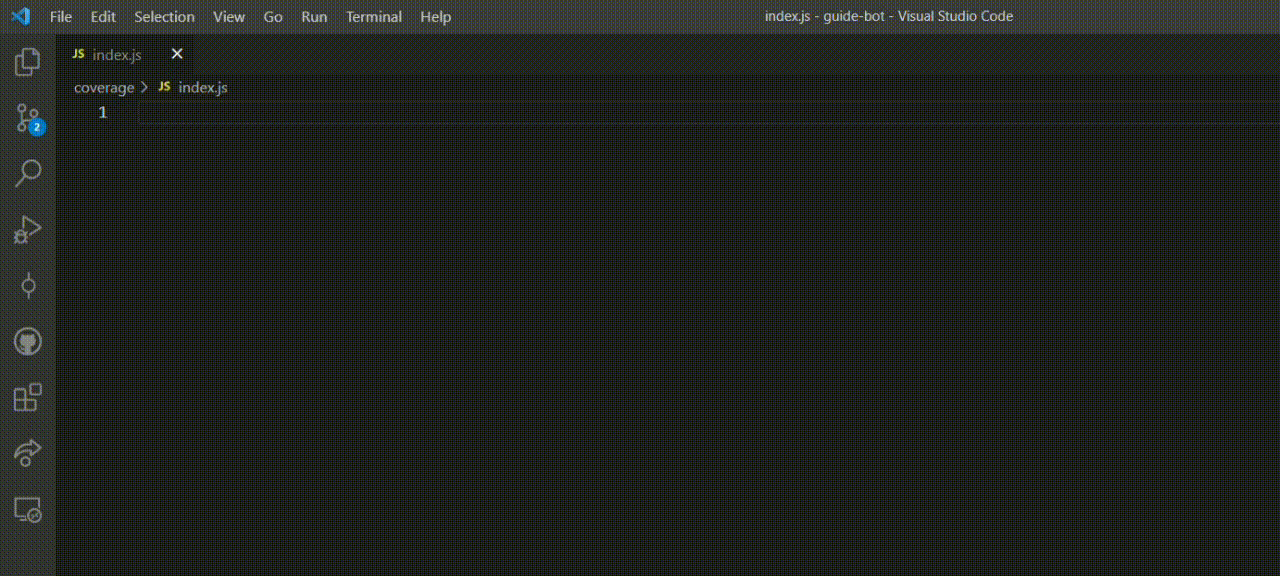 File Edit Selection View Go Run Terminal Help index.js - guide-bot - Visual Studio Code
JS index.js
coverage JS index.js
1
2